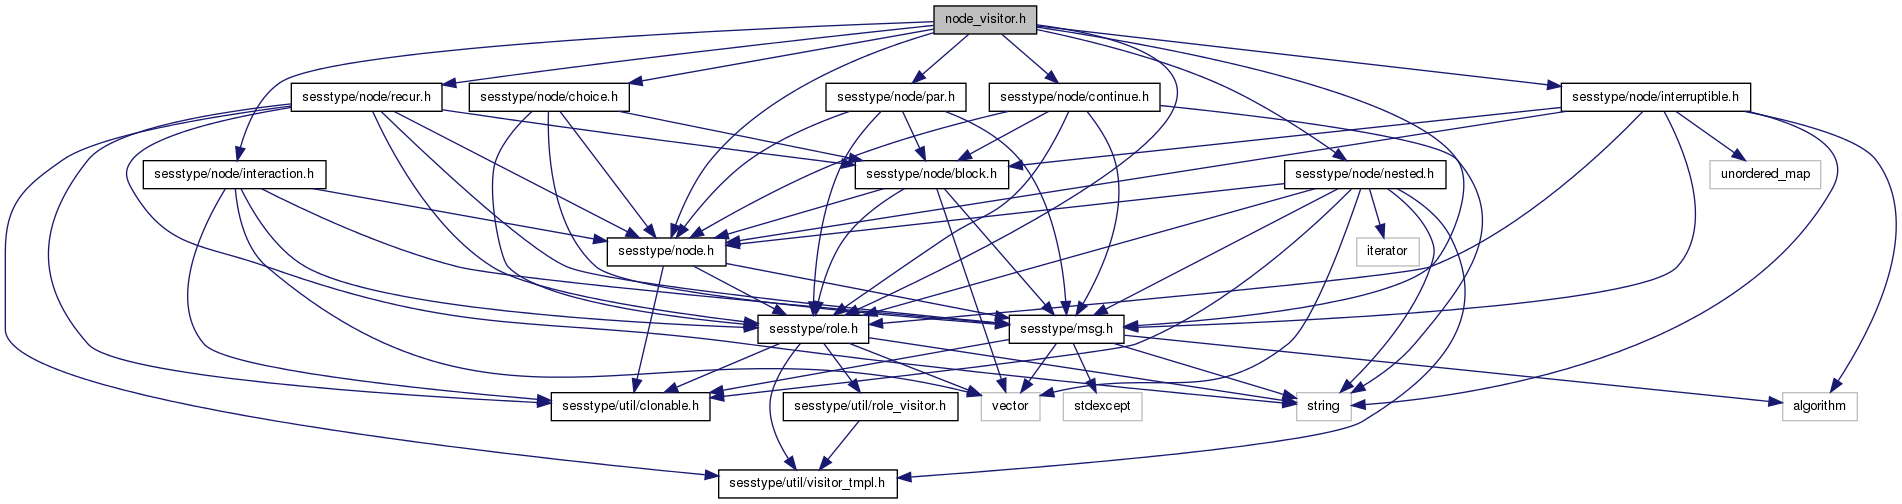 node_visitor.h
sesstype/node/recur.h
sesstype/node/choice.h
sesstype/node/par.h
sesstype/node/continue.h
sesstype/node/interruptible.h
sesstype/node/interaction.h
sesstype/node/block.h
sesstype/node/nested.h
unordered_map
sesstype/node.h
iterator
sesstype/role.h
sesstype/msg.h
sesstype/util/clonable.h
sesstype/util/role_visitor.h
vector
stdexcept
string
algorithm
sesstype/util/visitor_tmpl.h